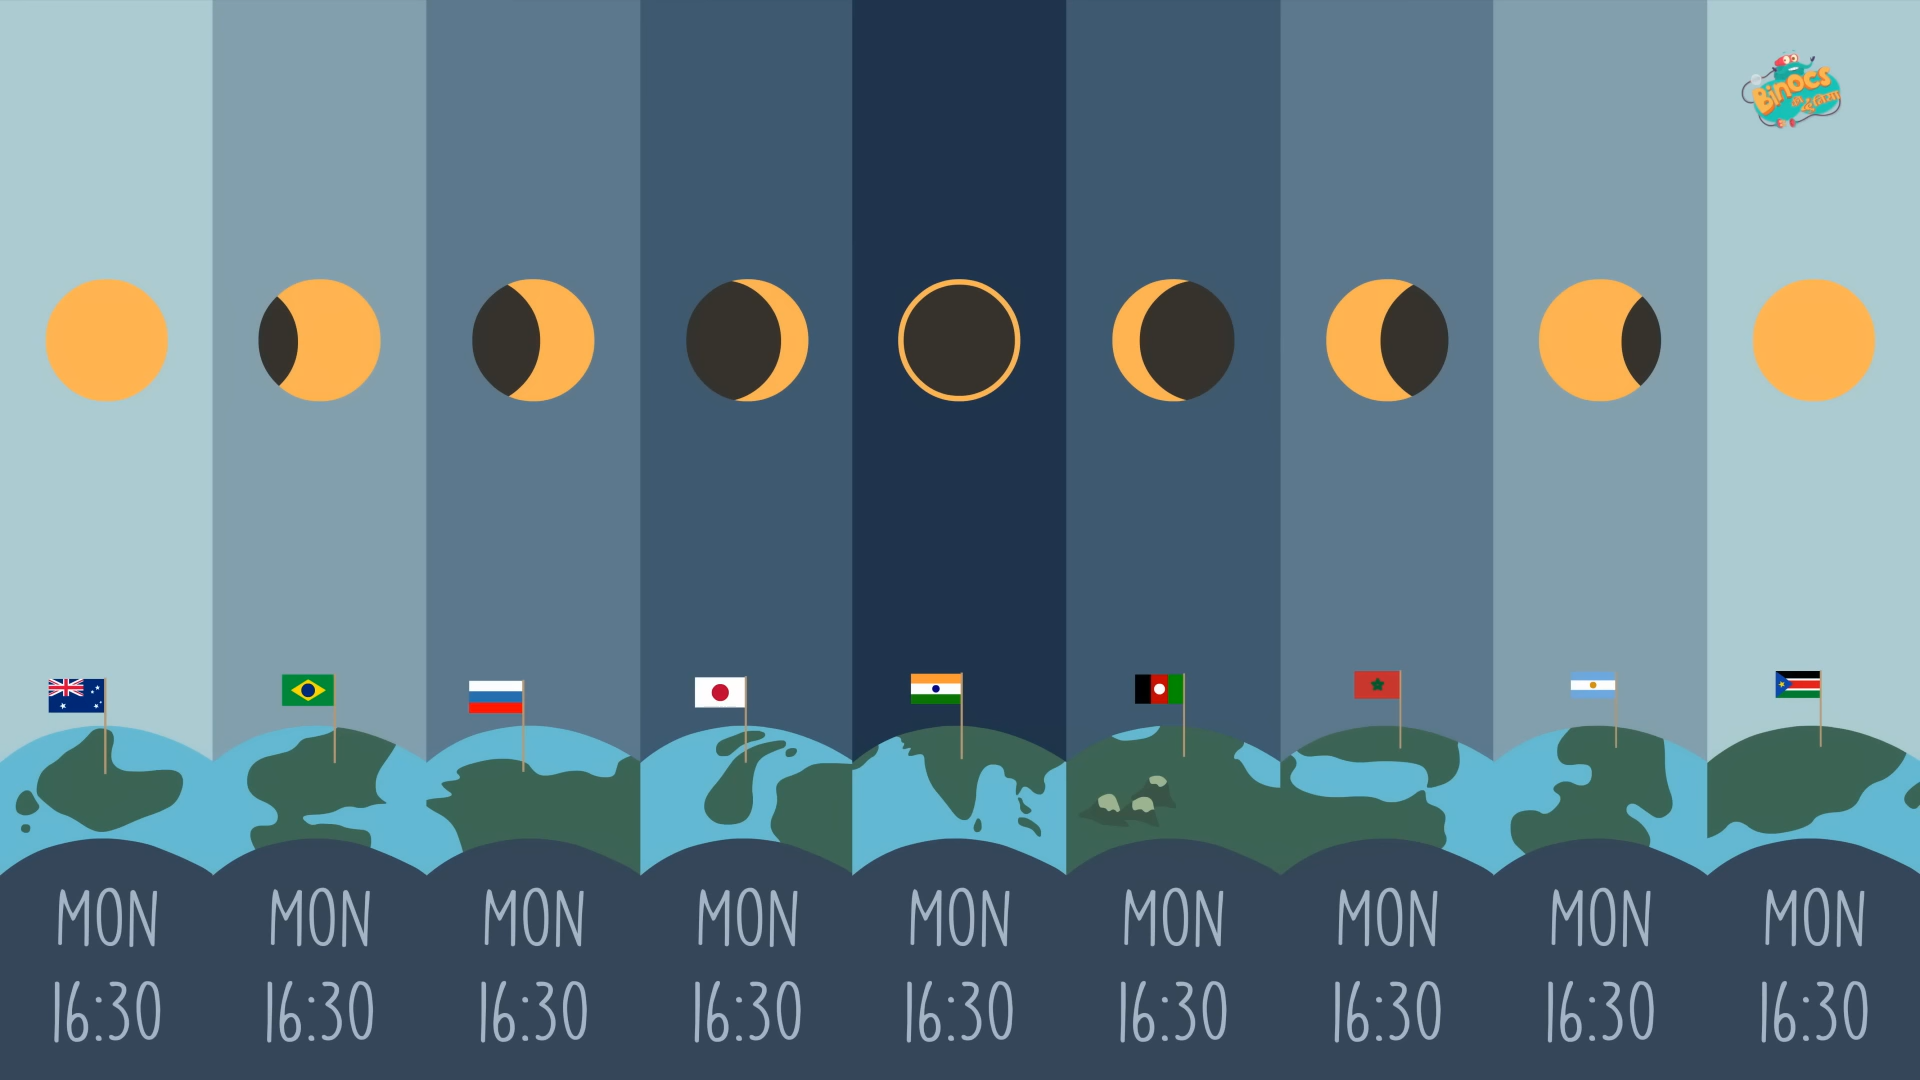 Binocs
की दुनिया
MON MON MON MON MON MON MON MON MON
16:30 16:30 16:30 16:30 16:30 16:30 16:30 16:30 16:30